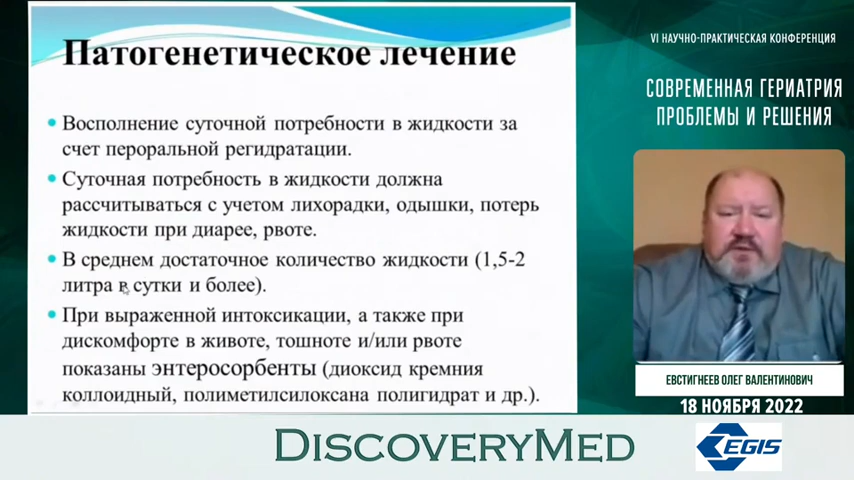 Патогенетическое лечение
Восполнение суточной потребности в жидкости за
счет пероральной регидратации.
Суточная потребность в жидкости должна
рассчитываться с учетом лихорадки, одышки, потерь
жидкости при диарее, рвоте.
В среднем достаточное количество жидкости (1,5-2
литра в сутки и более).
При выраженной интоксикации, а также при
дискомфорте в животе, тошноте и/или рвоте
показаны энтеросорбенты (диоксид кремния
коллоидный, полиметилсилоксана полигидрат и др.).
VI НАУЧНО-ПРАКТИЧЕСКАЯ КОНФЕРЕНЦИЯ
СОВРЕМЕННАЯ ГЕРИАТРИЯ
ПРОБЛЕМЫ И РЕШЕНИЯ
ЕВСТИГНЕЕВ ОЛЕГ ВАЛЕНТИНОВИЧ
18 НОЯБРЯ 2022
DISCOVERYMED
EGIS